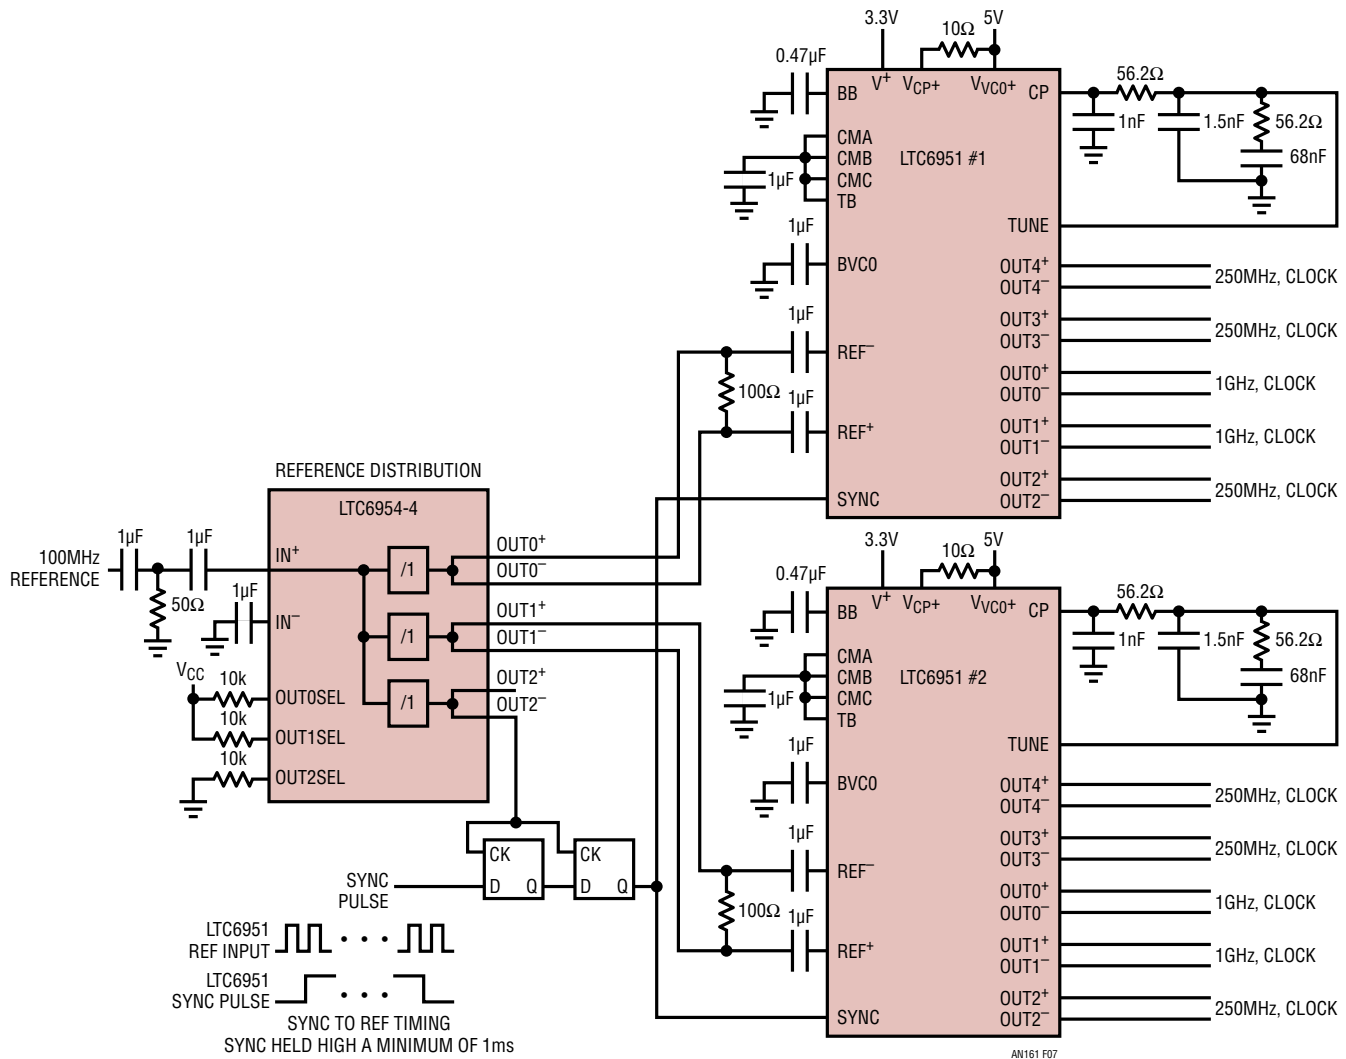 3.3V
10Ω
5V
0.47µF
V+
VCP+
VVC0+
BB
CP
56.2Ω
1nF
1.5nF
56.2Ω
68nF
CMA
CMB
CMC
TB
1µF
LTC6951 #1
TUNE
1µF
BVC0
OUT4+
OUT4–
250MHz, CLOCK
OUT3+
OUT3–
250MHz, CLOCK
1µF
REF–
100Ω
OUT0+
OUT0–
1GHz, CLOCK
1µF
REF+
OUT1+
OUT1–
1GHz, CLOCK
OUT2+
OUT2–
250MHz, CLOCK
SYNC
REFERENCE DISTRIBUTION
LTC6954-4
100MHz
REFERENCE
1µF
1µF
50Ω
1µF
IN+
IN–
/1
OUT0+
OUT0–
/1
OUT1+
OUT1–
/1
OUT2+
OUT2–
VCC
10k
OUT0SEL
10k
OUT1SEL
10k
OUT2SEL
CK
D
Q
CK
D
Q
SYNC
PULSE
LTC6951
REF INPUT
LTC6951
SYNC PULSE
SYNC TO REF TIMING
SYNC HELD HIGH A MINIMUM OF 1ms
3.3V
10Ω
5V
0.47µF
V+
VCP+
VVC0+
BB
CP
56.2Ω
1nF
1.5nF
56.2Ω
68nF
CMA
CMB
CMC
TB
1µF
LTC6951 #2
TUNE
1µF
BVC0
OUT4+
OUT4–
250MHz, CLOCK
OUT3+
OUT3–
250MHz, CLOCK
1µF
REF–
100Ω
OUT0+
OUT0–
1GHz, CLOCK
1µF
REF+
OUT1+
OUT1–
1GHz, CLOCK
OUT2+
OUT2–
250MHz, CLOCK
SYNC
AN161 F07